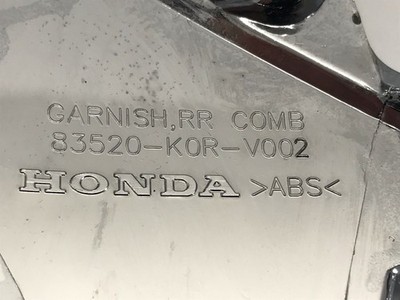 GARNISH,RR COMB
83520-K0R-V002
HONDA >ABS<